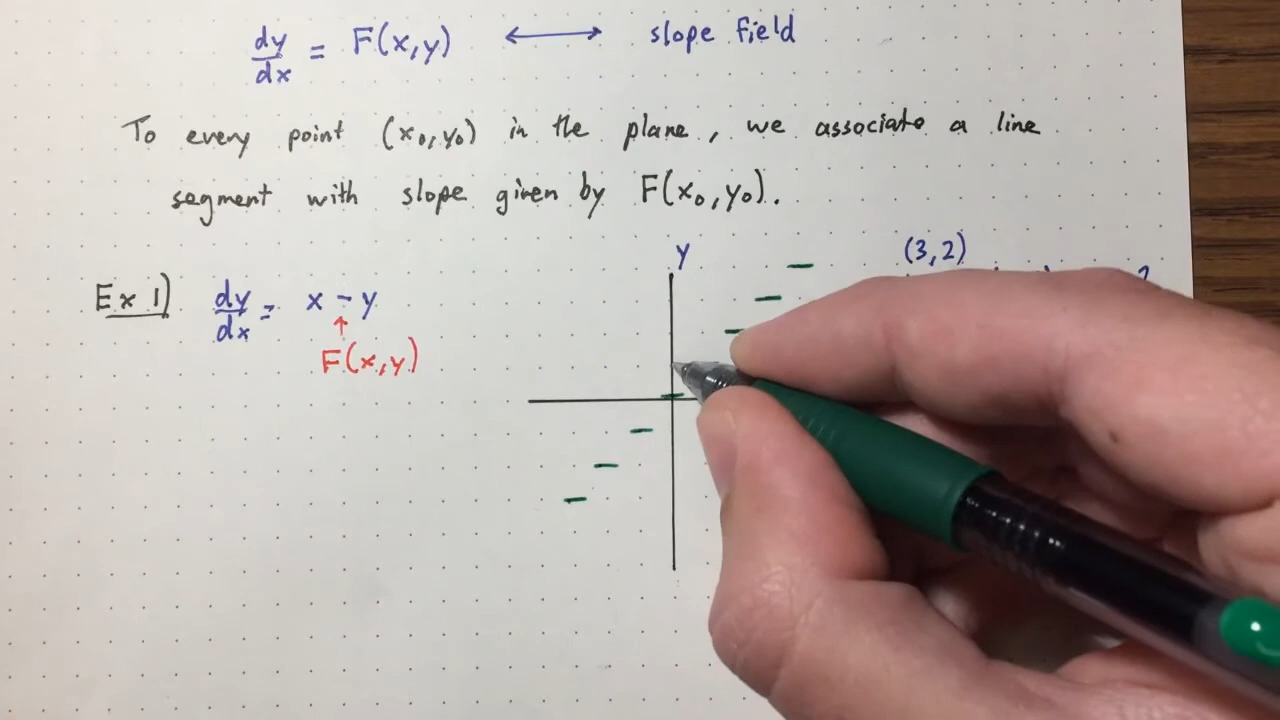 dy/dx = F(x,y) ⟷ slope field
To every point (x₀,y₀) in the plane, we associate a line
segment with slope given by F(x₀,y₀).
Ex 1) dy/dx = x - y
↑
F(x,y)
y
(3,2)